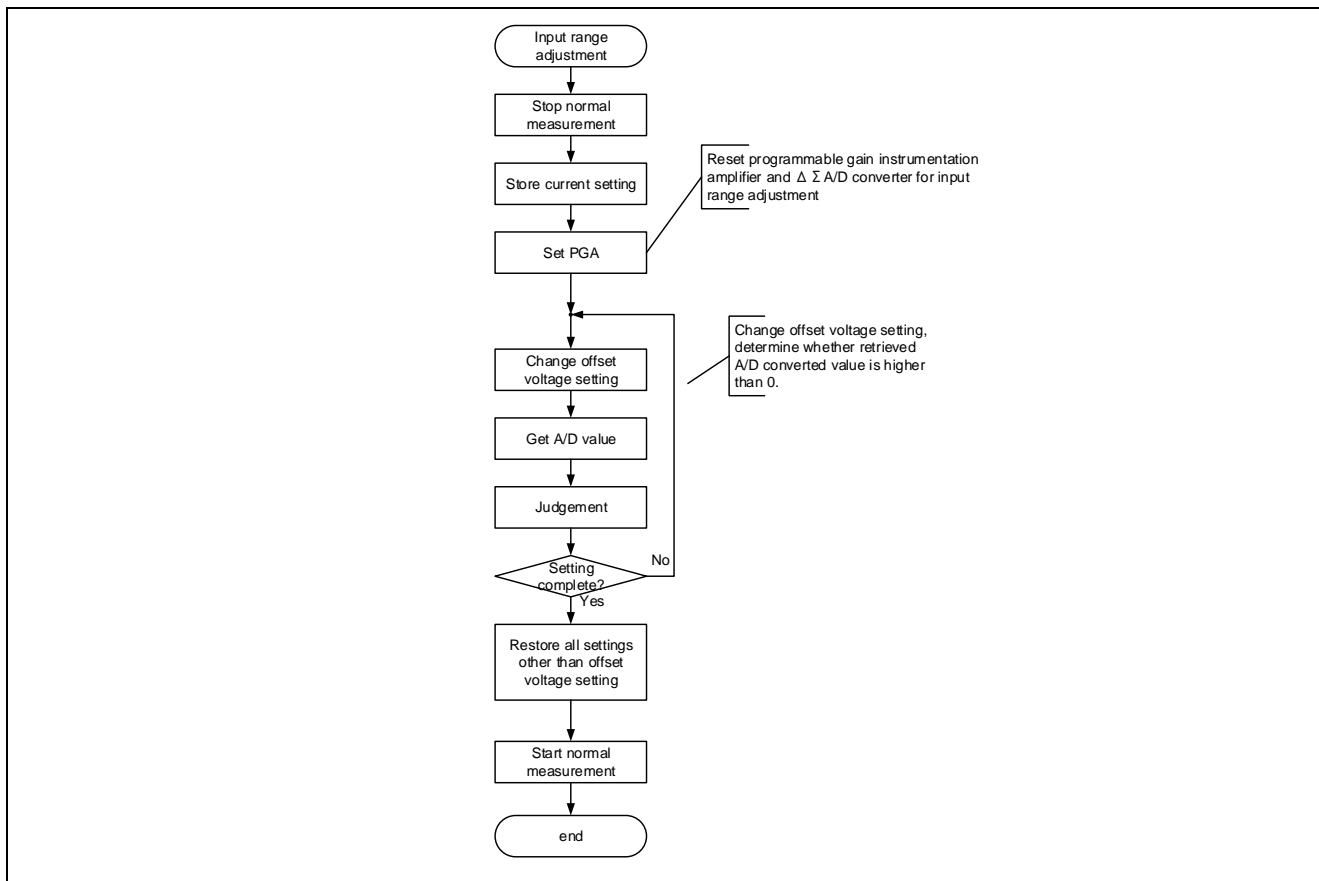 Input range
adjustment
Stop normal
measurement
Store current setting
Reset programmable gain instrumentation
amplifier and Δ Σ A/D converter for input
range adjustment
Set PGA
Change offset voltage setting,
determine whether retrieved
A/D converted value is higher
than 0.
Change offset
voltage setting
Get A/D value
Judgement
No
Setting
complete?
Yes
Restore all settings
other than offset
voltage setting
Start normal
measurement
end